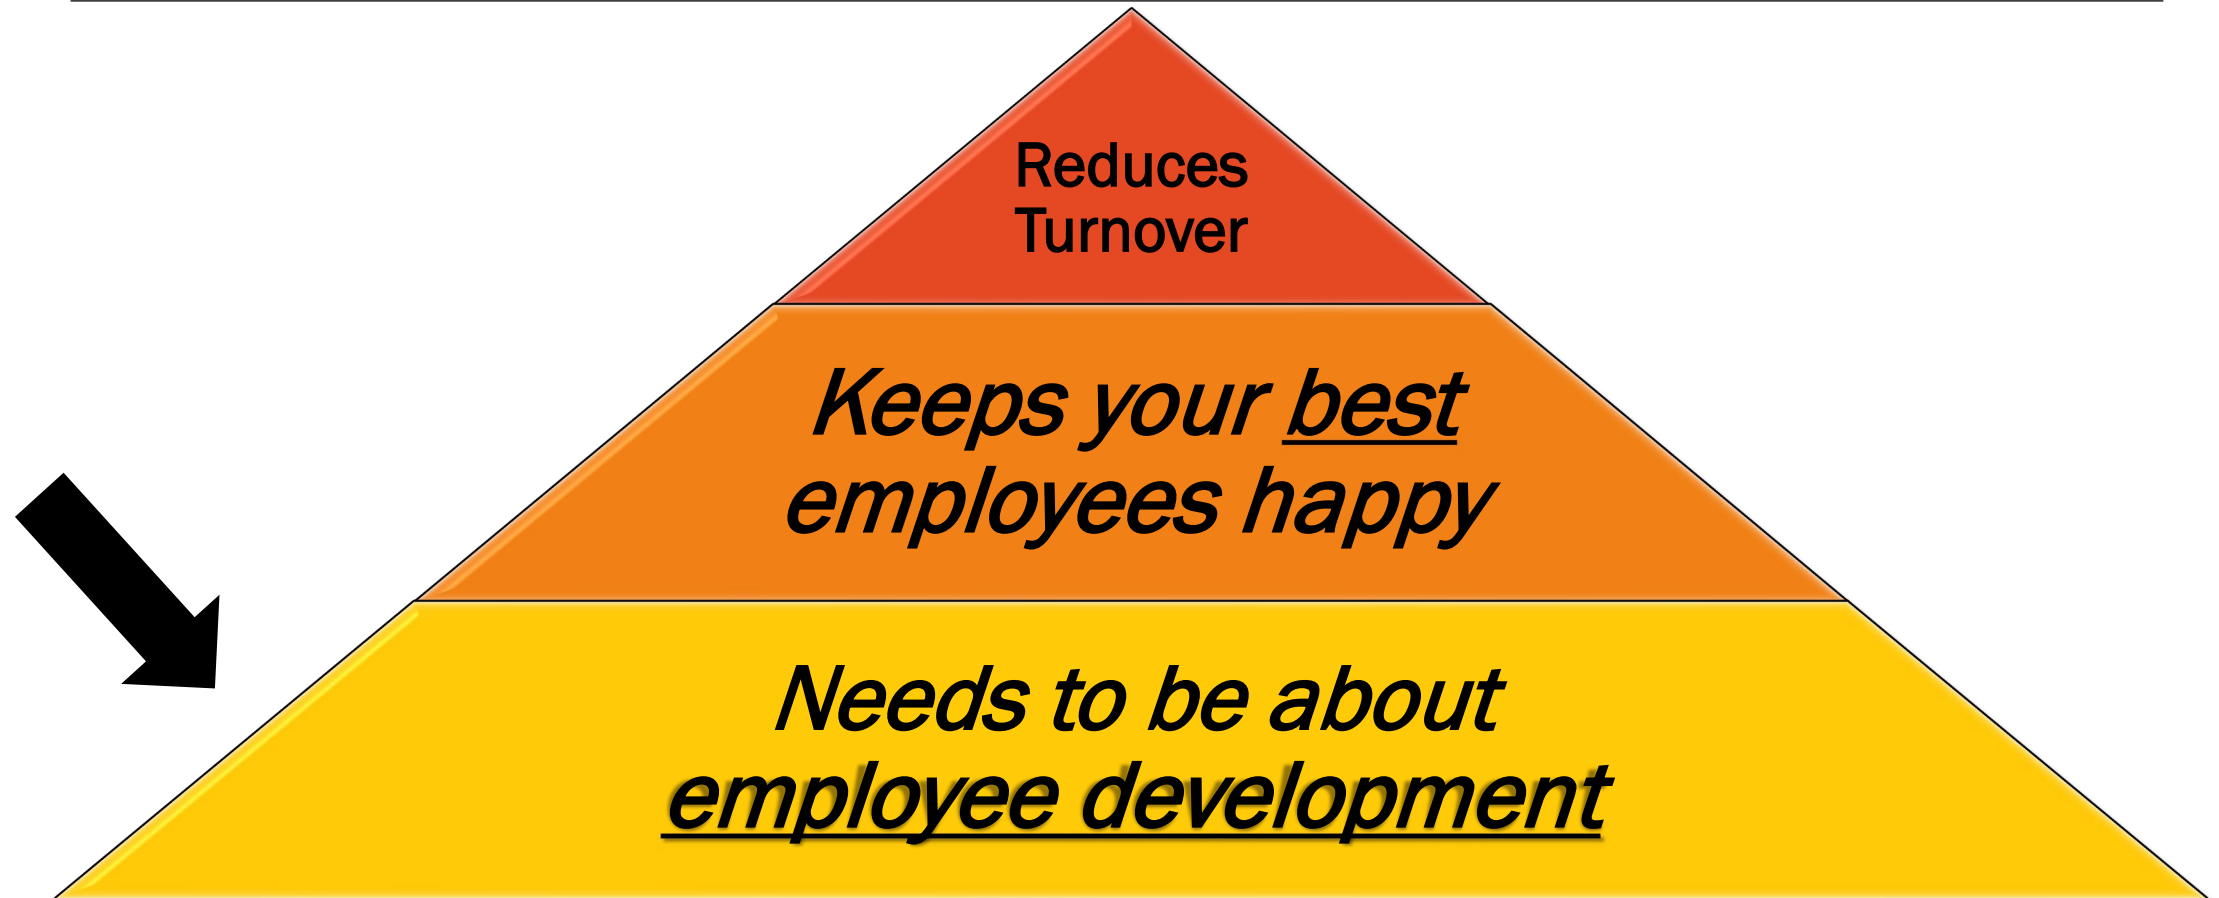 Reduces
Turnover
Keeps your best
employees happy
Needs to be about
employee development